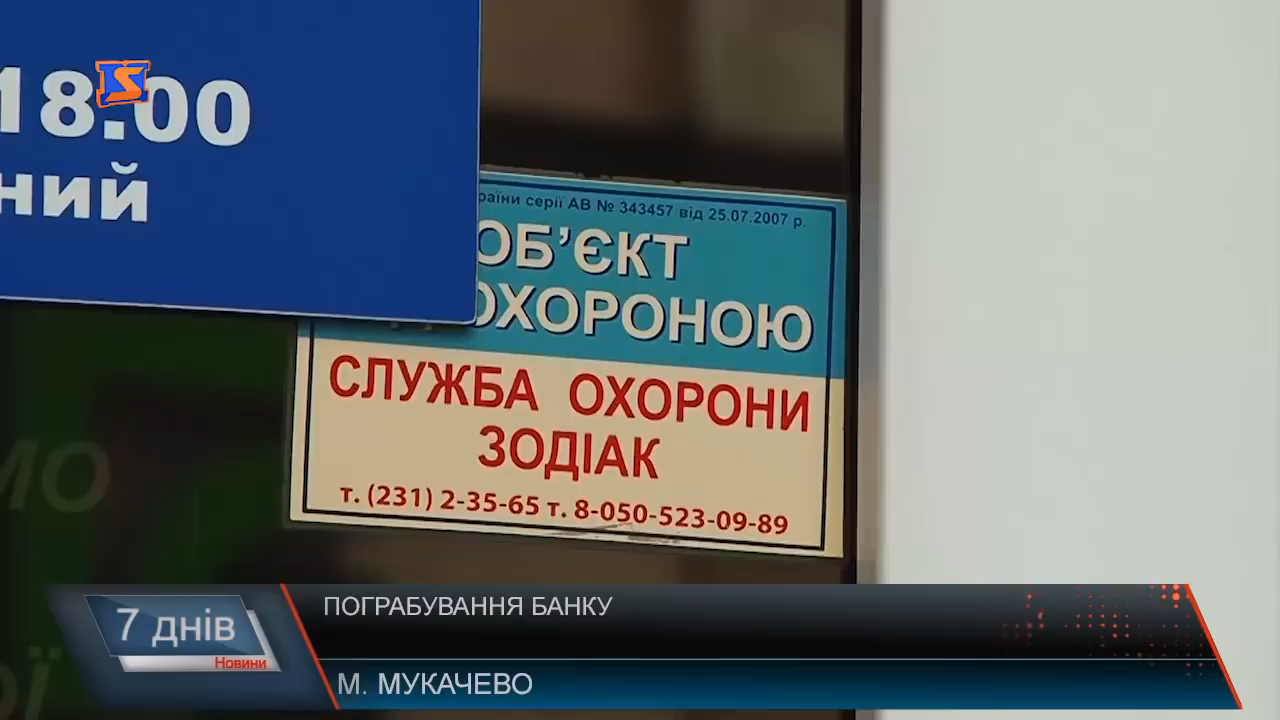 18.00
ний
раїни серії АВ № 343457 від 25.07.2007 р.
ОБ’ЄКТ
ОХОРОНОЮ
СЛУЖБА ОХОРОНИ
ЗОДІАК
т. (231) 2-35-65 т. 8-050-523-09-89
7 днів
Новини
ПОГРАБУВАННЯ БАНКУ
М. МУКАЧЕВО